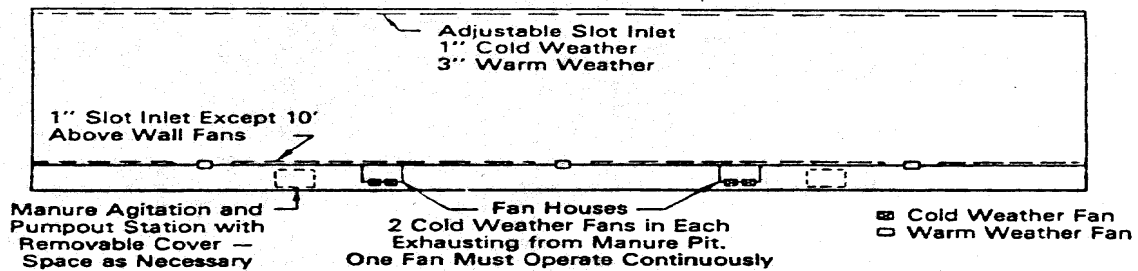 Adjustable Slot Inlet
1″ Cold Weather
3″ Warm Weather
1″ Slot Inlet Except 10′
Above Wall Fans
Manure Agitation and
Pumpout Station with
Removable Cover —
Space as Necessary
Fan Houses
2 Cold Weather Fans in Each
Exhausting from Manure Pit.
One Fan Must Operate Continuously
Cold Weather Fan
Warm Weather Fan